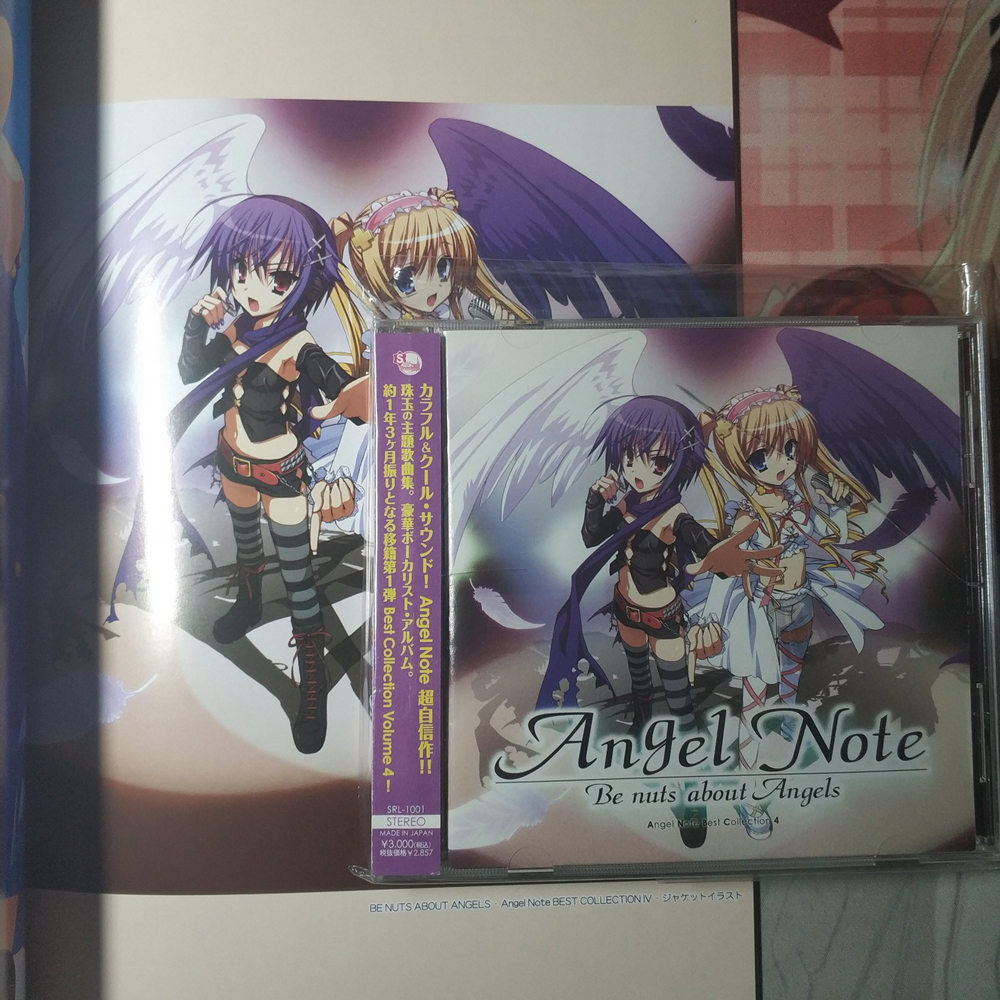 カラフル&クール・サウンド! Angel Note 超自信作!!
珠玉の主題歌曲集。豪華ボーカリスト・アルバム。
約1年3ヶ月振りとなる移籍第1弾 Best Collection Volume 4!
SRL-1001
STEREO
MADE IN JAPAN
¥3,000(税込)
税抜価格¥2,857
Angel Note
Be nuts about Angels
Angel Note Best Collection 4
BE NUTS ABOUT ANGELS・Angel Note BEST COLLECTION IV・ジャケットイラスト